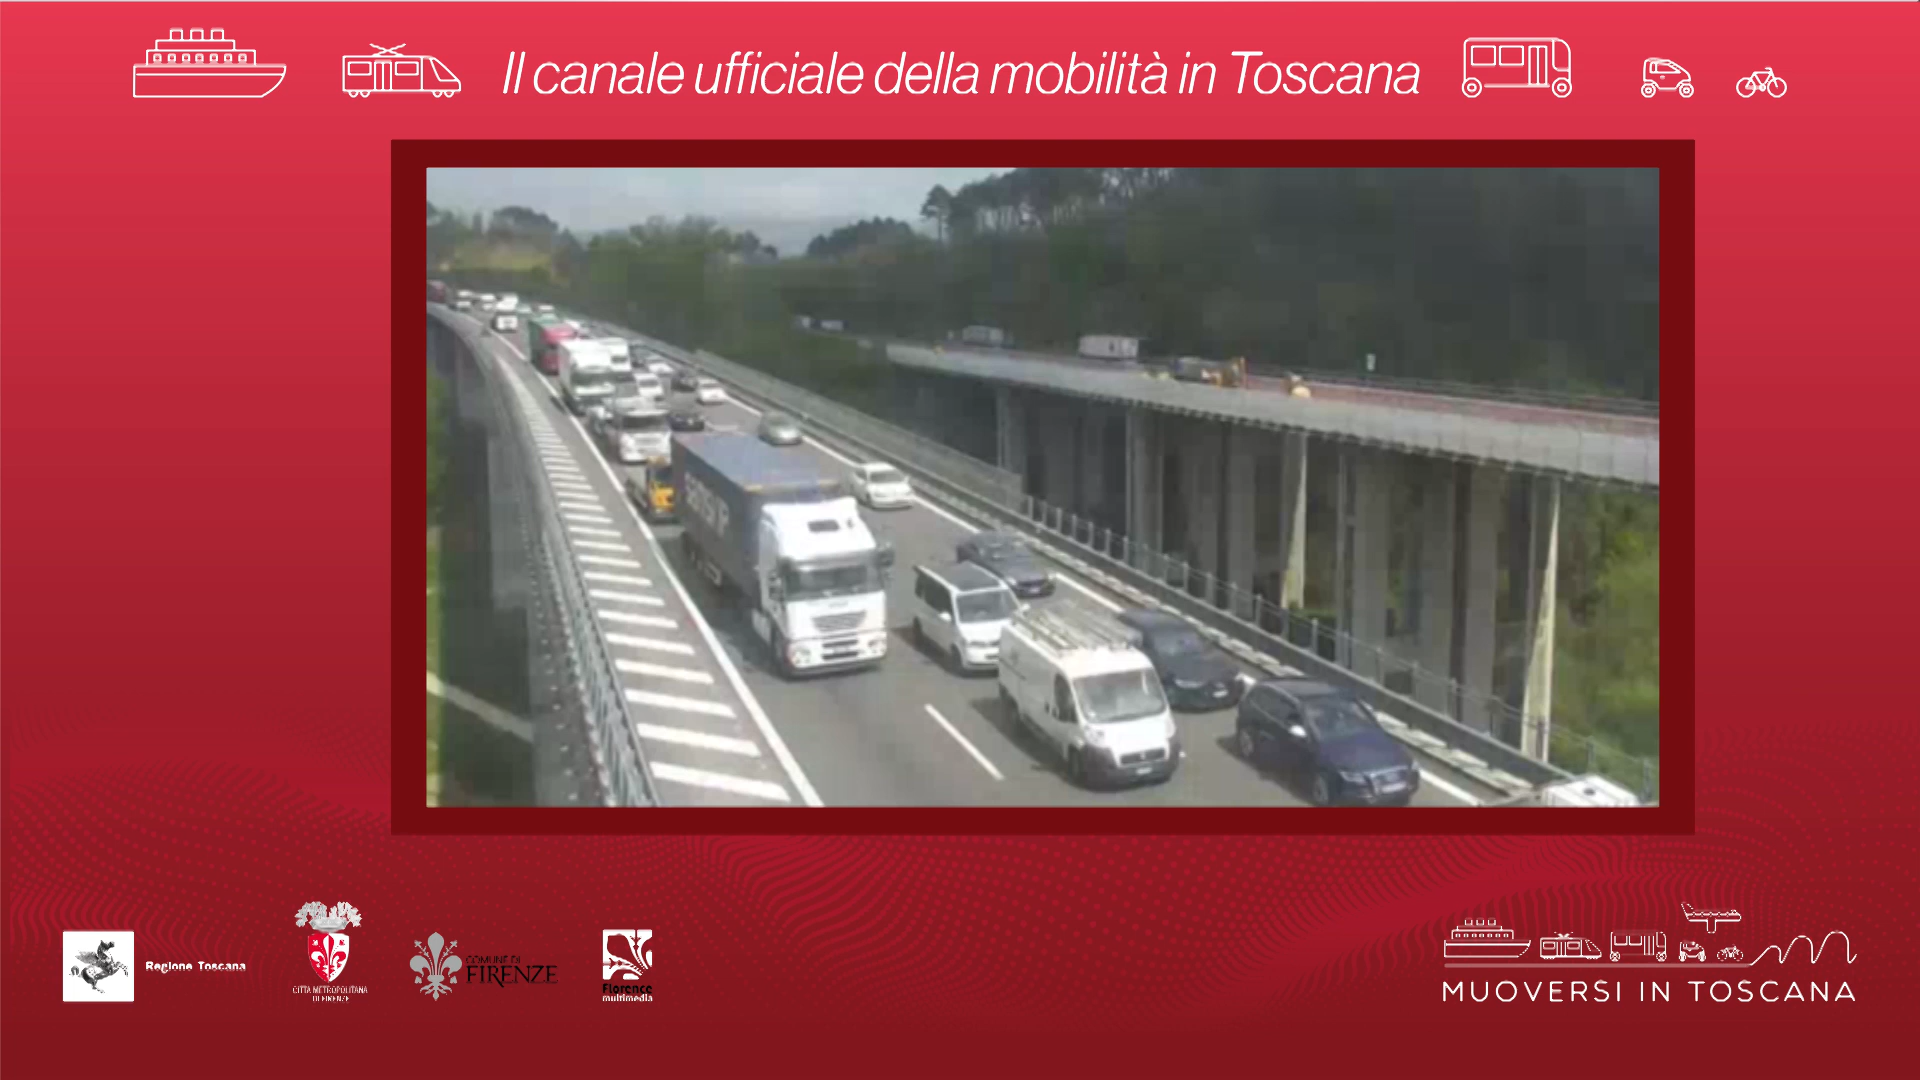 Il canale ufficiale della mobilità in Toscana
Regione Toscana
CITTÀ METROPOLITANA
DI FIRENZE
COMUNE DI
FIRENZE
Florence
multimedia
MUOVERSI IN TOSCANA